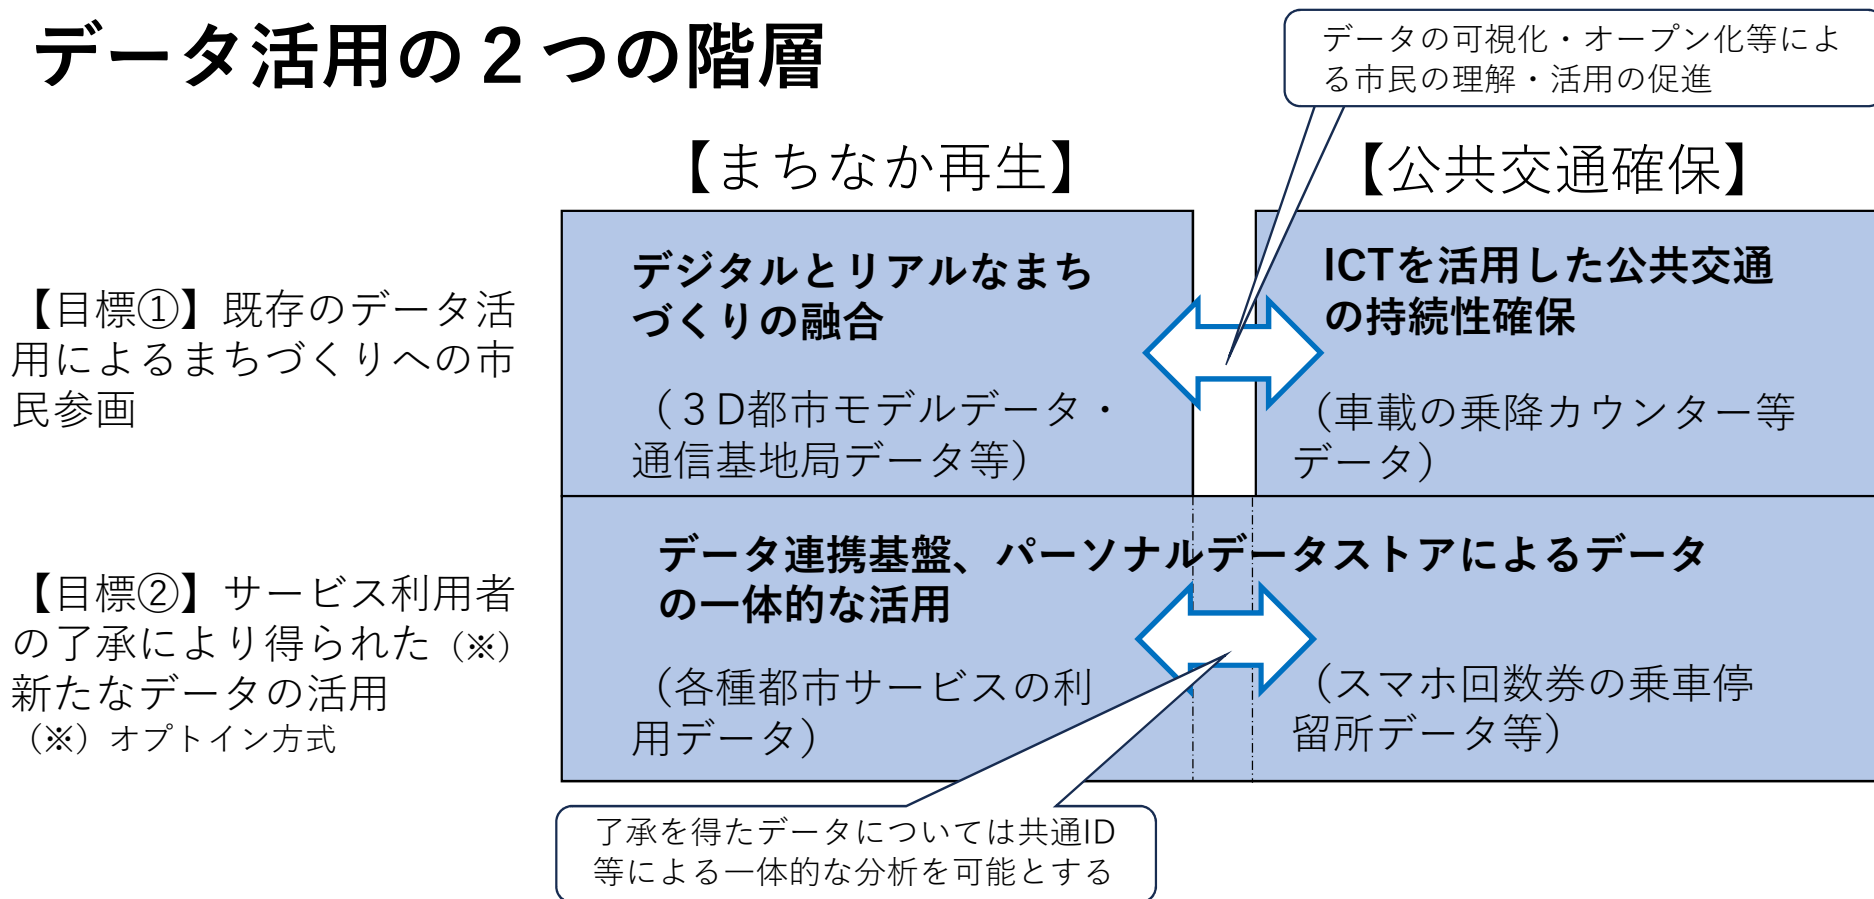 データ活用の２つの階層
データの可視化・オープン化等によ
る市民の理解・活用の促進
【まちなか再生】
【公共交通確保】
【目標①】既存のデータ活
用によるまちづくりへの市
民参画
デジタルとリアルなまち
づくりの融合
（３D都市モデルデータ・
通信基地局データ等）
ICTを活用した公共交通
の持続性確保
（車載の乗降カウンター等
データ）
【目標②】サービス利用者
の了承により得られた（※）
新たなデータの活用
（※）オプトイン方式
データ連携基盤、パーソナルデータストアによるデータ
の一体的な活用
（各種都市サービスの利
用データ）
（スマホ回数券の乗車停
留所データ等）
了承を得たデータについては共通ID
等による一体的な分析を可能とする